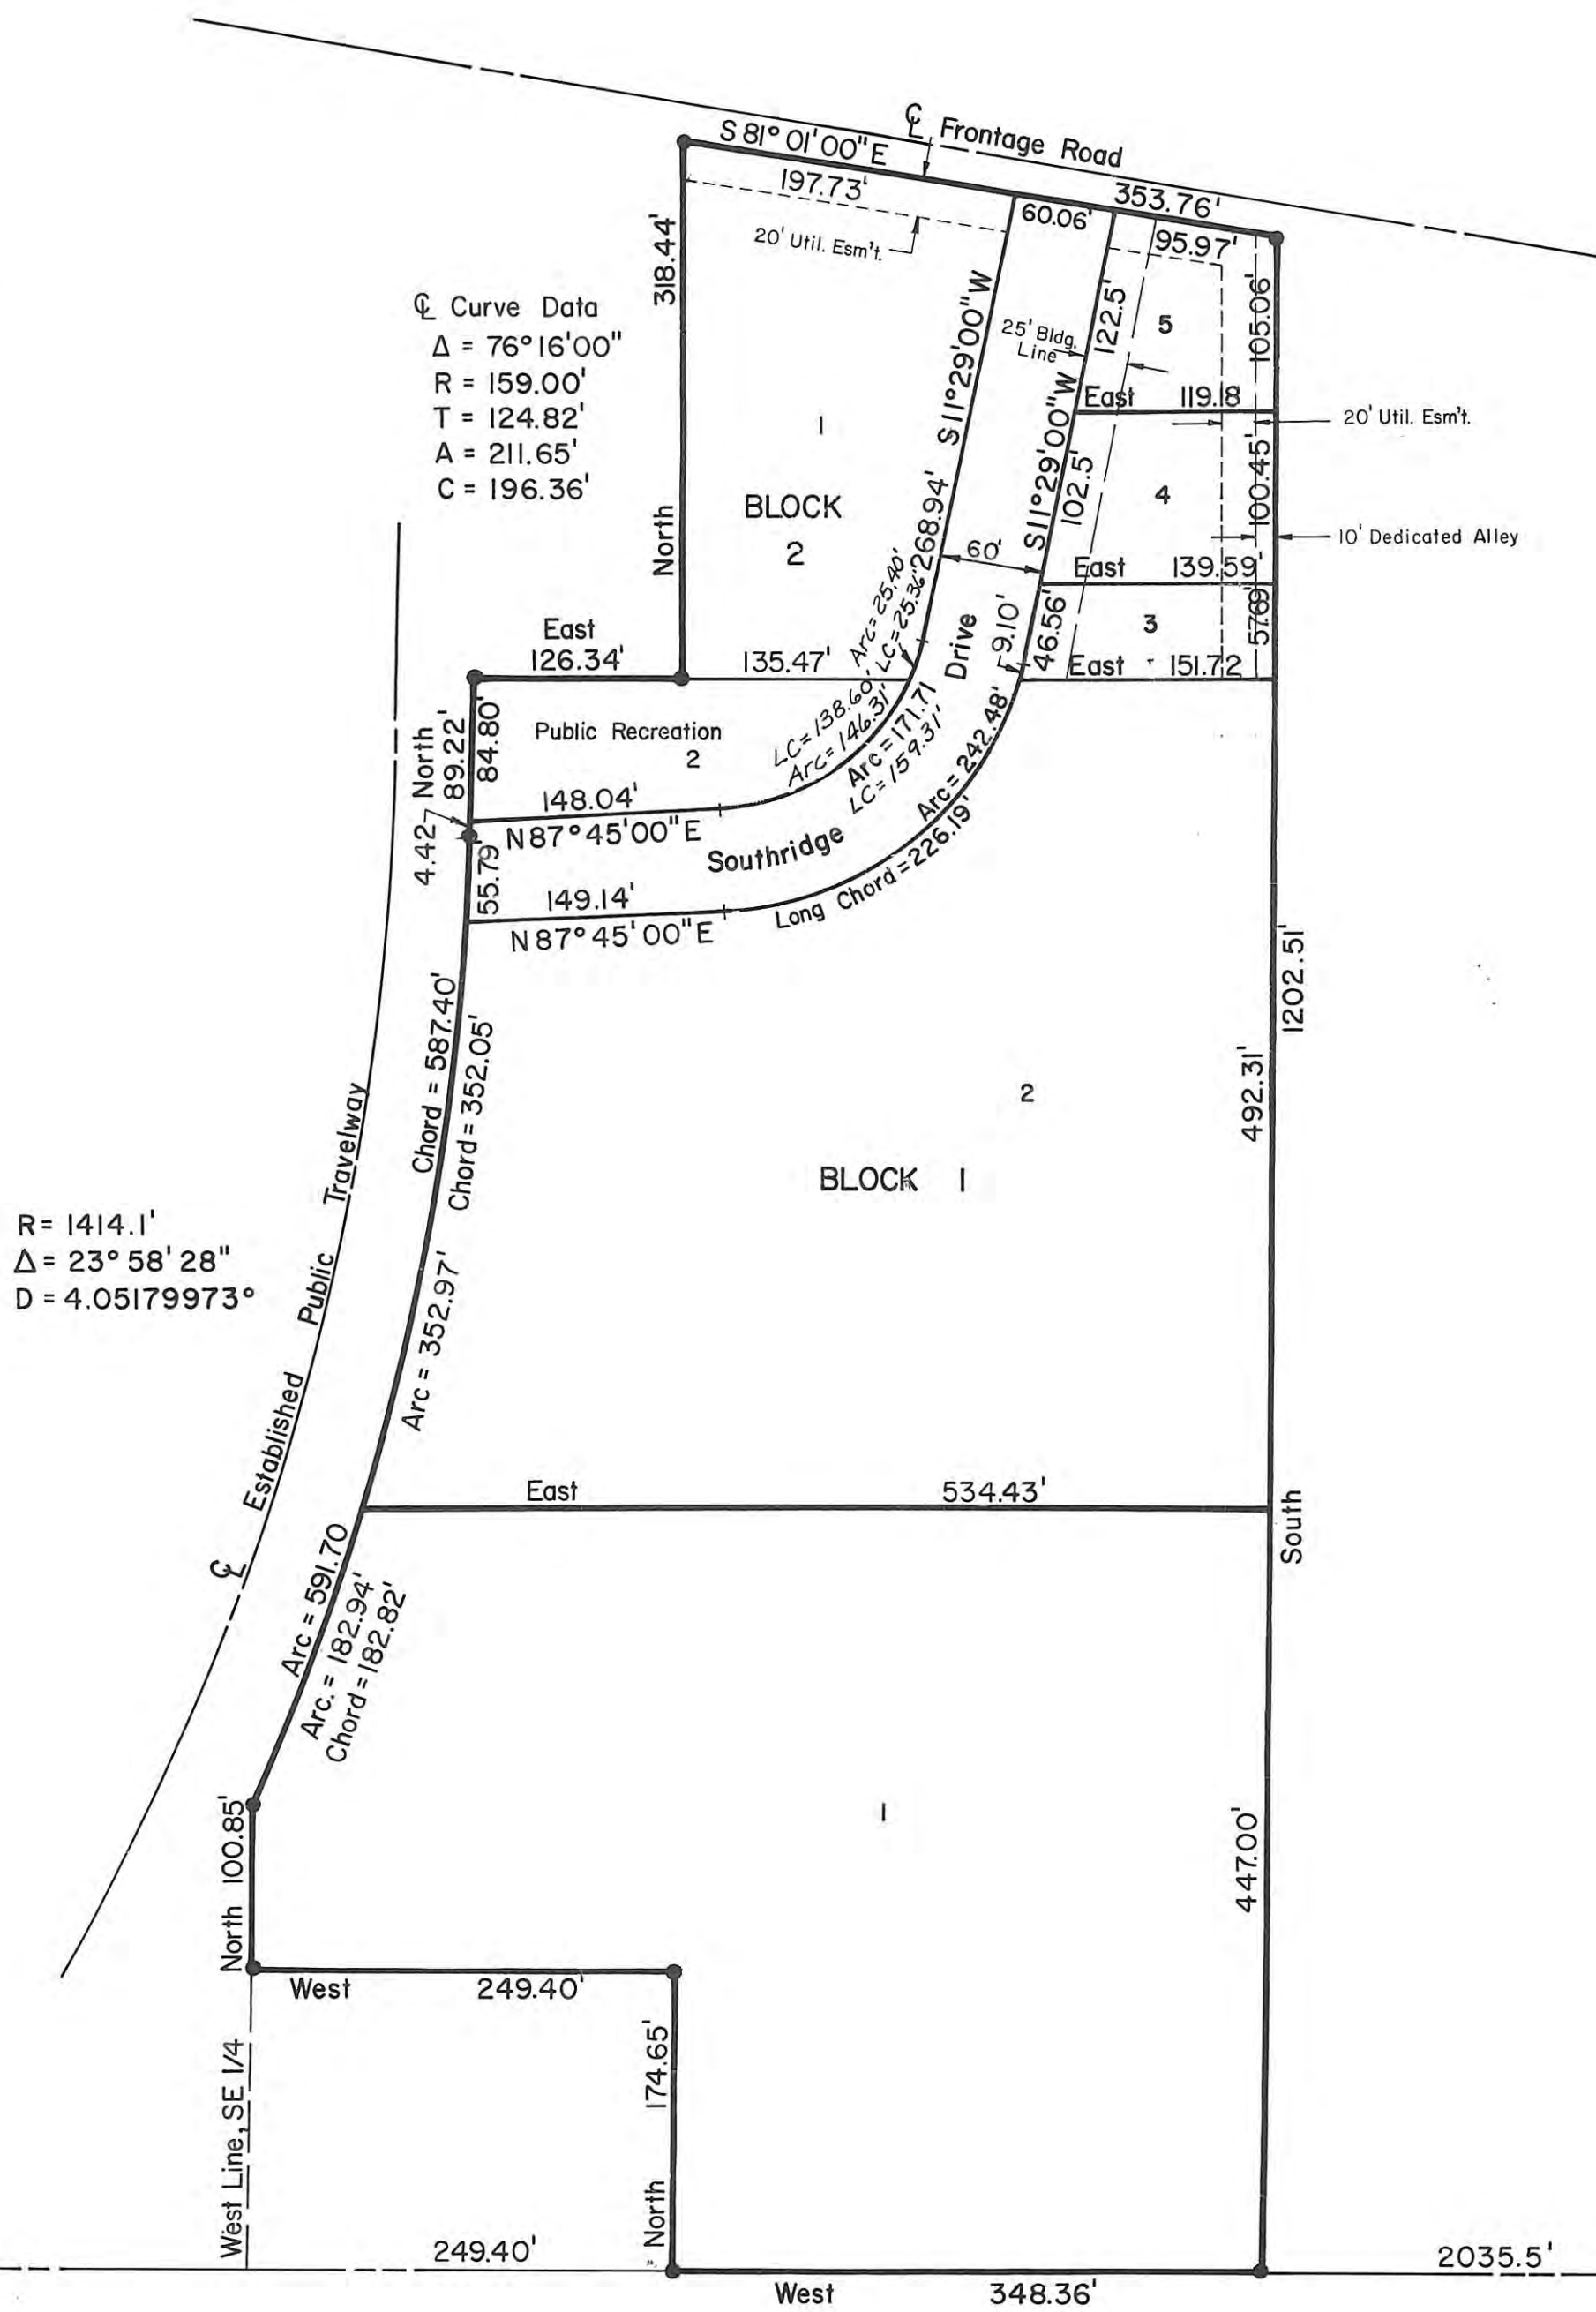 ℄ Frontage Road
S 81° 01' 00" E
353.76'
197.73'
60.06'
95.97'
20' Util. Esm't.
318.44'
North
℄ Curve Data
Δ = 76° 16' 00"
R = 159.00'
T = 124.82'
A = 211.65'
C = 196.36'
1
BLOCK
2
S 11° 29' 00" W
268.94'
25' Bldg.
Line
122.5'
S 11° 29' 00" W
102.5'
5
105.06'
East 119.18
20' Util. Esm't.
4
100.45'
10' Dedicated Alley
East 139.59'
3
57.69'
46.56'
9.10'
East 151.72
60'
Arc = 25.40'
LC = 25.36'
East
126.34'
135.47'
Public Recreation
2
LC = 138.60'
Arc = 146.31'
Arc = 171.71
LC = 159.31'
Arc = 242.48'
Long Chord = 226.19'
Southridge Drive
North
89.22'
84.80'
4.42
55.79'
148.04'
N 87° 45' 00" E
149.14'
N 87° 45' 00" E
Chord = 587.40'
Chord = 352.05'
1202.51'
492.31'
2
BLOCK 1
R = 1414.1'
Δ = 23° 58' 28"
D = 4.05179973°
℄ Established Public Travelway
Arc = 352.97'
East 534.43'
South
Arc = 591.70
Arc. = 182.94'
Chord = 182.82'
1
447.00'
North 100.85'
West 249.40'
West Line, SE 1/4
North 174.65'
249.40'
West 348.36'
2035.5'